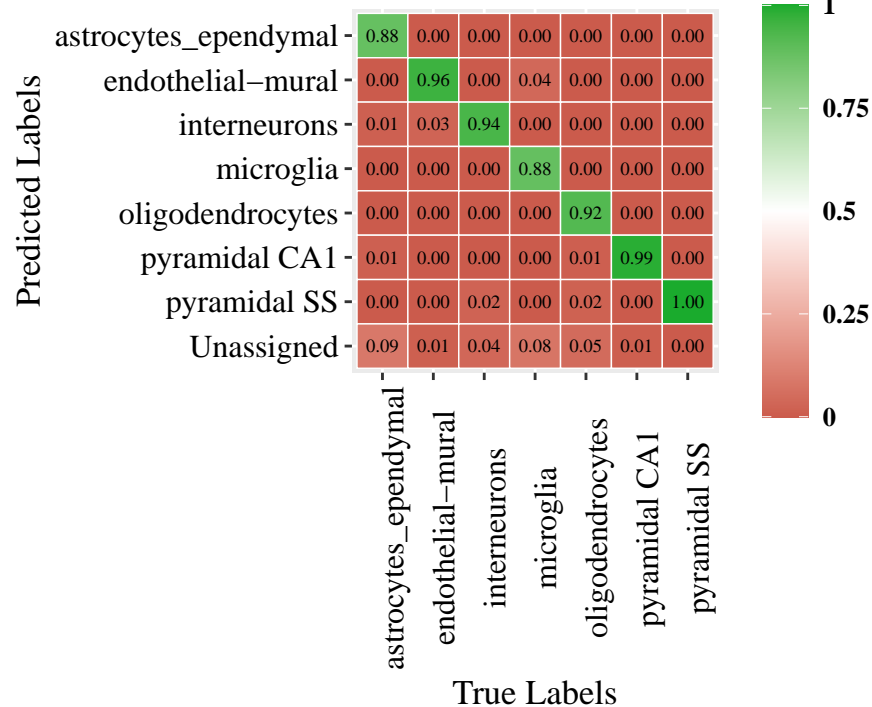 astrocytes_ependymal 0.88 0.00 0.00 0.00 0.00 0.00 0.00
endothelial−mural 0.00 0.96 0.00 0.04 0.00 0.00 0.00
interneurons 0.01 0.03 0.94 0.00 0.00 0.00 0.00
microglia 0.00 0.00 0.00 0.88 0.00 0.00 0.00
oligodendrocytes 0.00 0.00 0.00 0.00 0.92 0.00 0.00
pyramidal CA1 0.01 0.00 0.00 0.00 0.01 0.99 0.00
pyramidal SS 0.00 0.00 0.02 0.00 0.02 0.00 1.00
Unassigned 0.09 0.01 0.04 0.08 0.05 0.01 0.00
Predicted Labels
astrocytes_ependymal
endothelial−mural
interneurons
microglia
oligodendrocytes
pyramidal CA1
pyramidal SS
True Labels
1
0.75
0.5
0.25
0